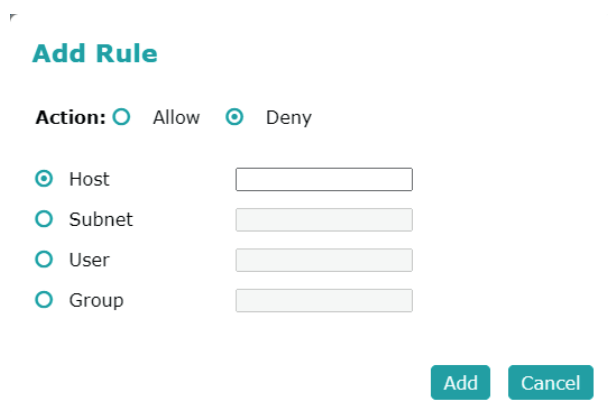 Add Rule
Action: Allow Deny
Host
Subnet
User
Group
Add Cancel